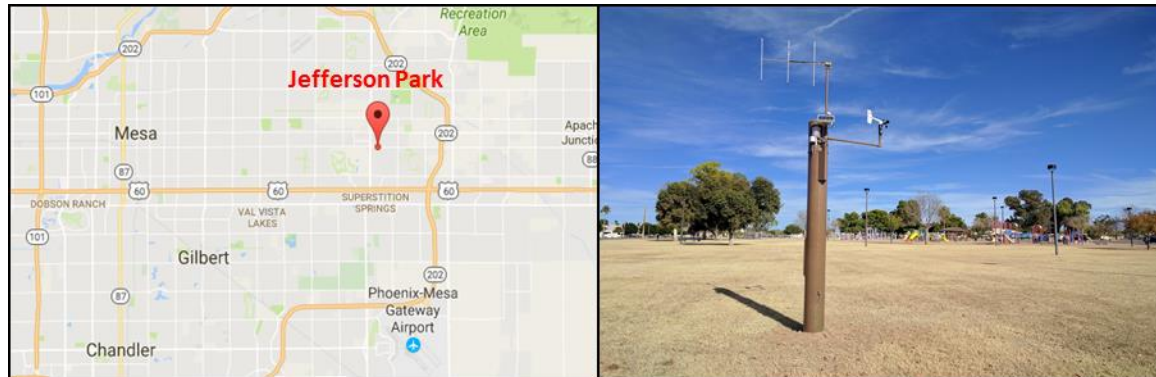 Recreation
Area
202
202
Jefferson Park
101
Mesa
202
Apach
Junctio
88
87
60
60
60
DOBSON RANCH
VAL VISTA
LAKES
SUPERSTITION
SPRINGS
101
Gilbert
202
87
Phoenix-Mesa
Gateway
Airport
Chandler